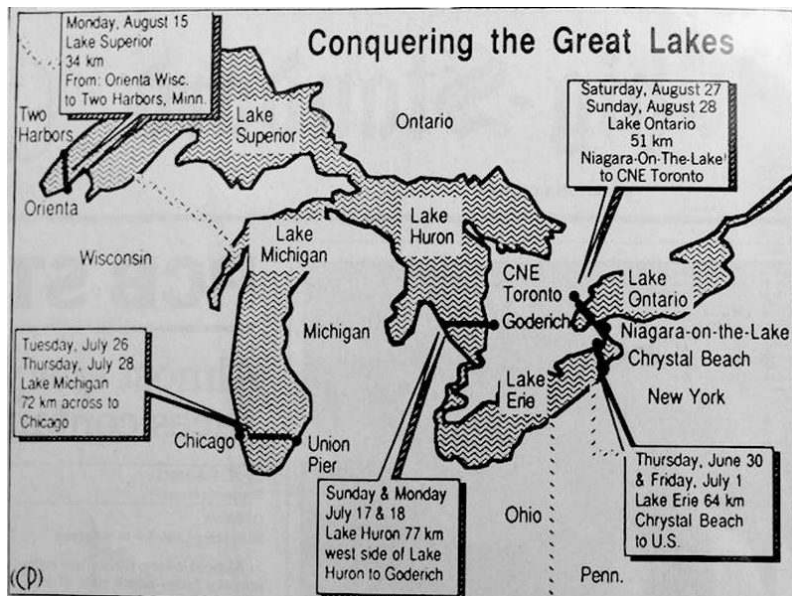 Conquering the Great Lakes
Monday, August 15
Lake Superior
34 km
From: Orienta Wisc.
to Two Harbors, Minn.
Two
Harbors
Orienta
Lake
Superior
Ontario
Saturday, August 27
Sunday, August 28
Lake Ontario
51 km
Niagara-On-The-Lake
to CNE Toronto
Wisconsin
Lake
Michigan
Lake
Huron
CNE
Toronto
Lake
Ontario
Michigan
Goderich
Niagara-on-the-Lake
Chrystal Beach
New York
Tuesday, July 26
Thursday, July 28
Lake Michigan
72 km across to
Chicago
Chicago
Union
Pier
Lake
Erie
Sunday & Monday
July 17 & 18
Lake Huron 77 km
west side of Lake
Huron to Goderich
Ohio
Thursday, June 30
& Friday, July 1
Lake Erie 64 km
Chrystal Beach
to U.S.
Penn.
(CP)